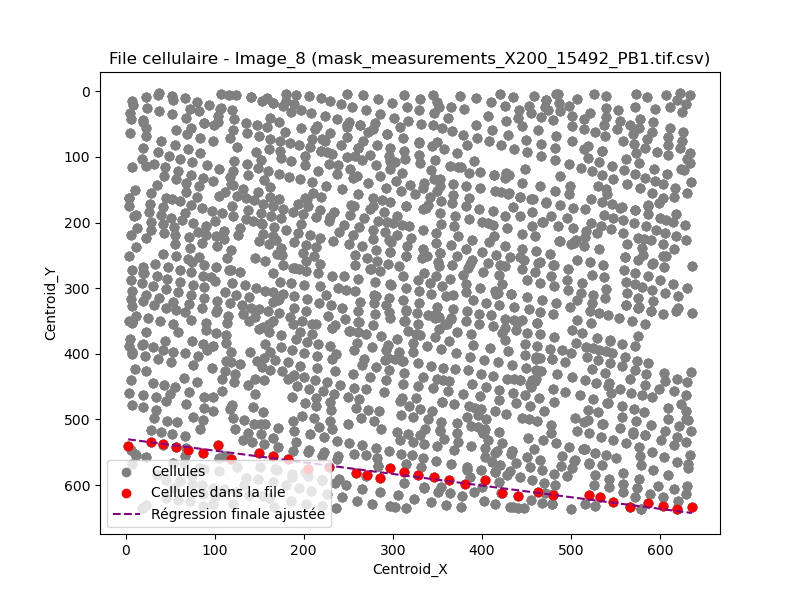 File cellulaire - Image_8 (mask_measurements_X200_15492_PB1.tif.csv)
0
100
200
300
400
500
600
Centroid_Y
Cellules
Cellules dans la file
Régression finale ajustée
0
100
200
300
400
500
600
Centroid_X